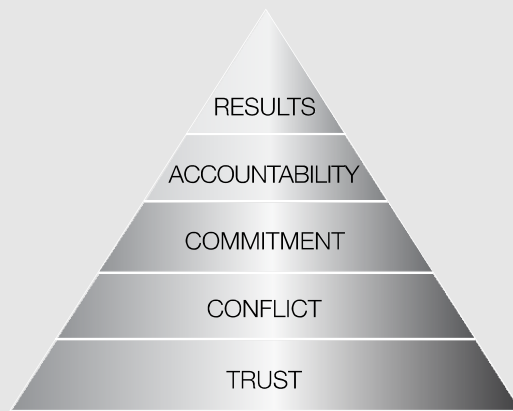 RESULTS
ACCOUNTABILITY
COMMITMENT
CONFLICT
TRUST